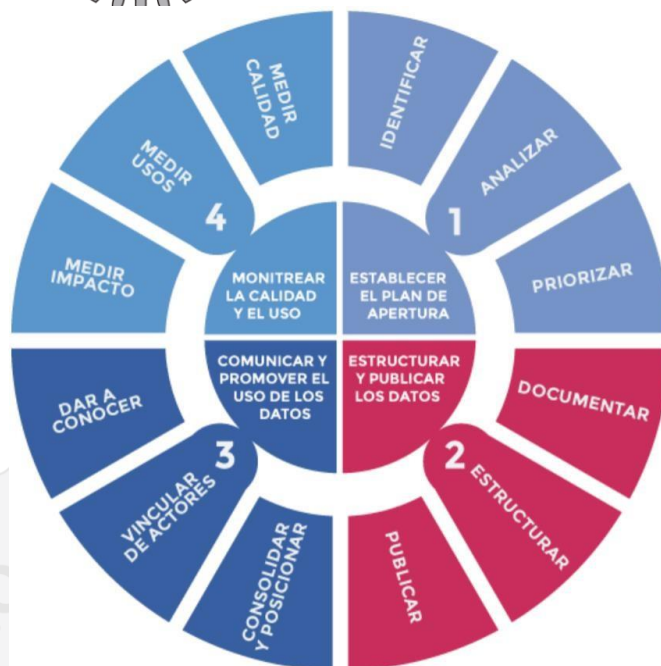 IDENTIFICAR
ANALIZAR
PRIORIZAR
1
ESTABLECER
EL PLAN DE
APERTURA
DOCUMENTAR
ESTRUCTURAR
PUBLICAR
2
ESTRUCTURAR
Y PUBLICAR
LOS DATOS
CONSOLIDAR
Y POSICIONAR
VINCULAR
DE ACTORES
DAR A
CONOCER
3
COMUNICAR Y
PROMOVER EL
USO DE LOS
DATOS
MEDIR
IMPACTO
MEDIR
USOS
MEDIR
CALIDAD
4
MONITREAR
LA CALIDAD
Y EL USO